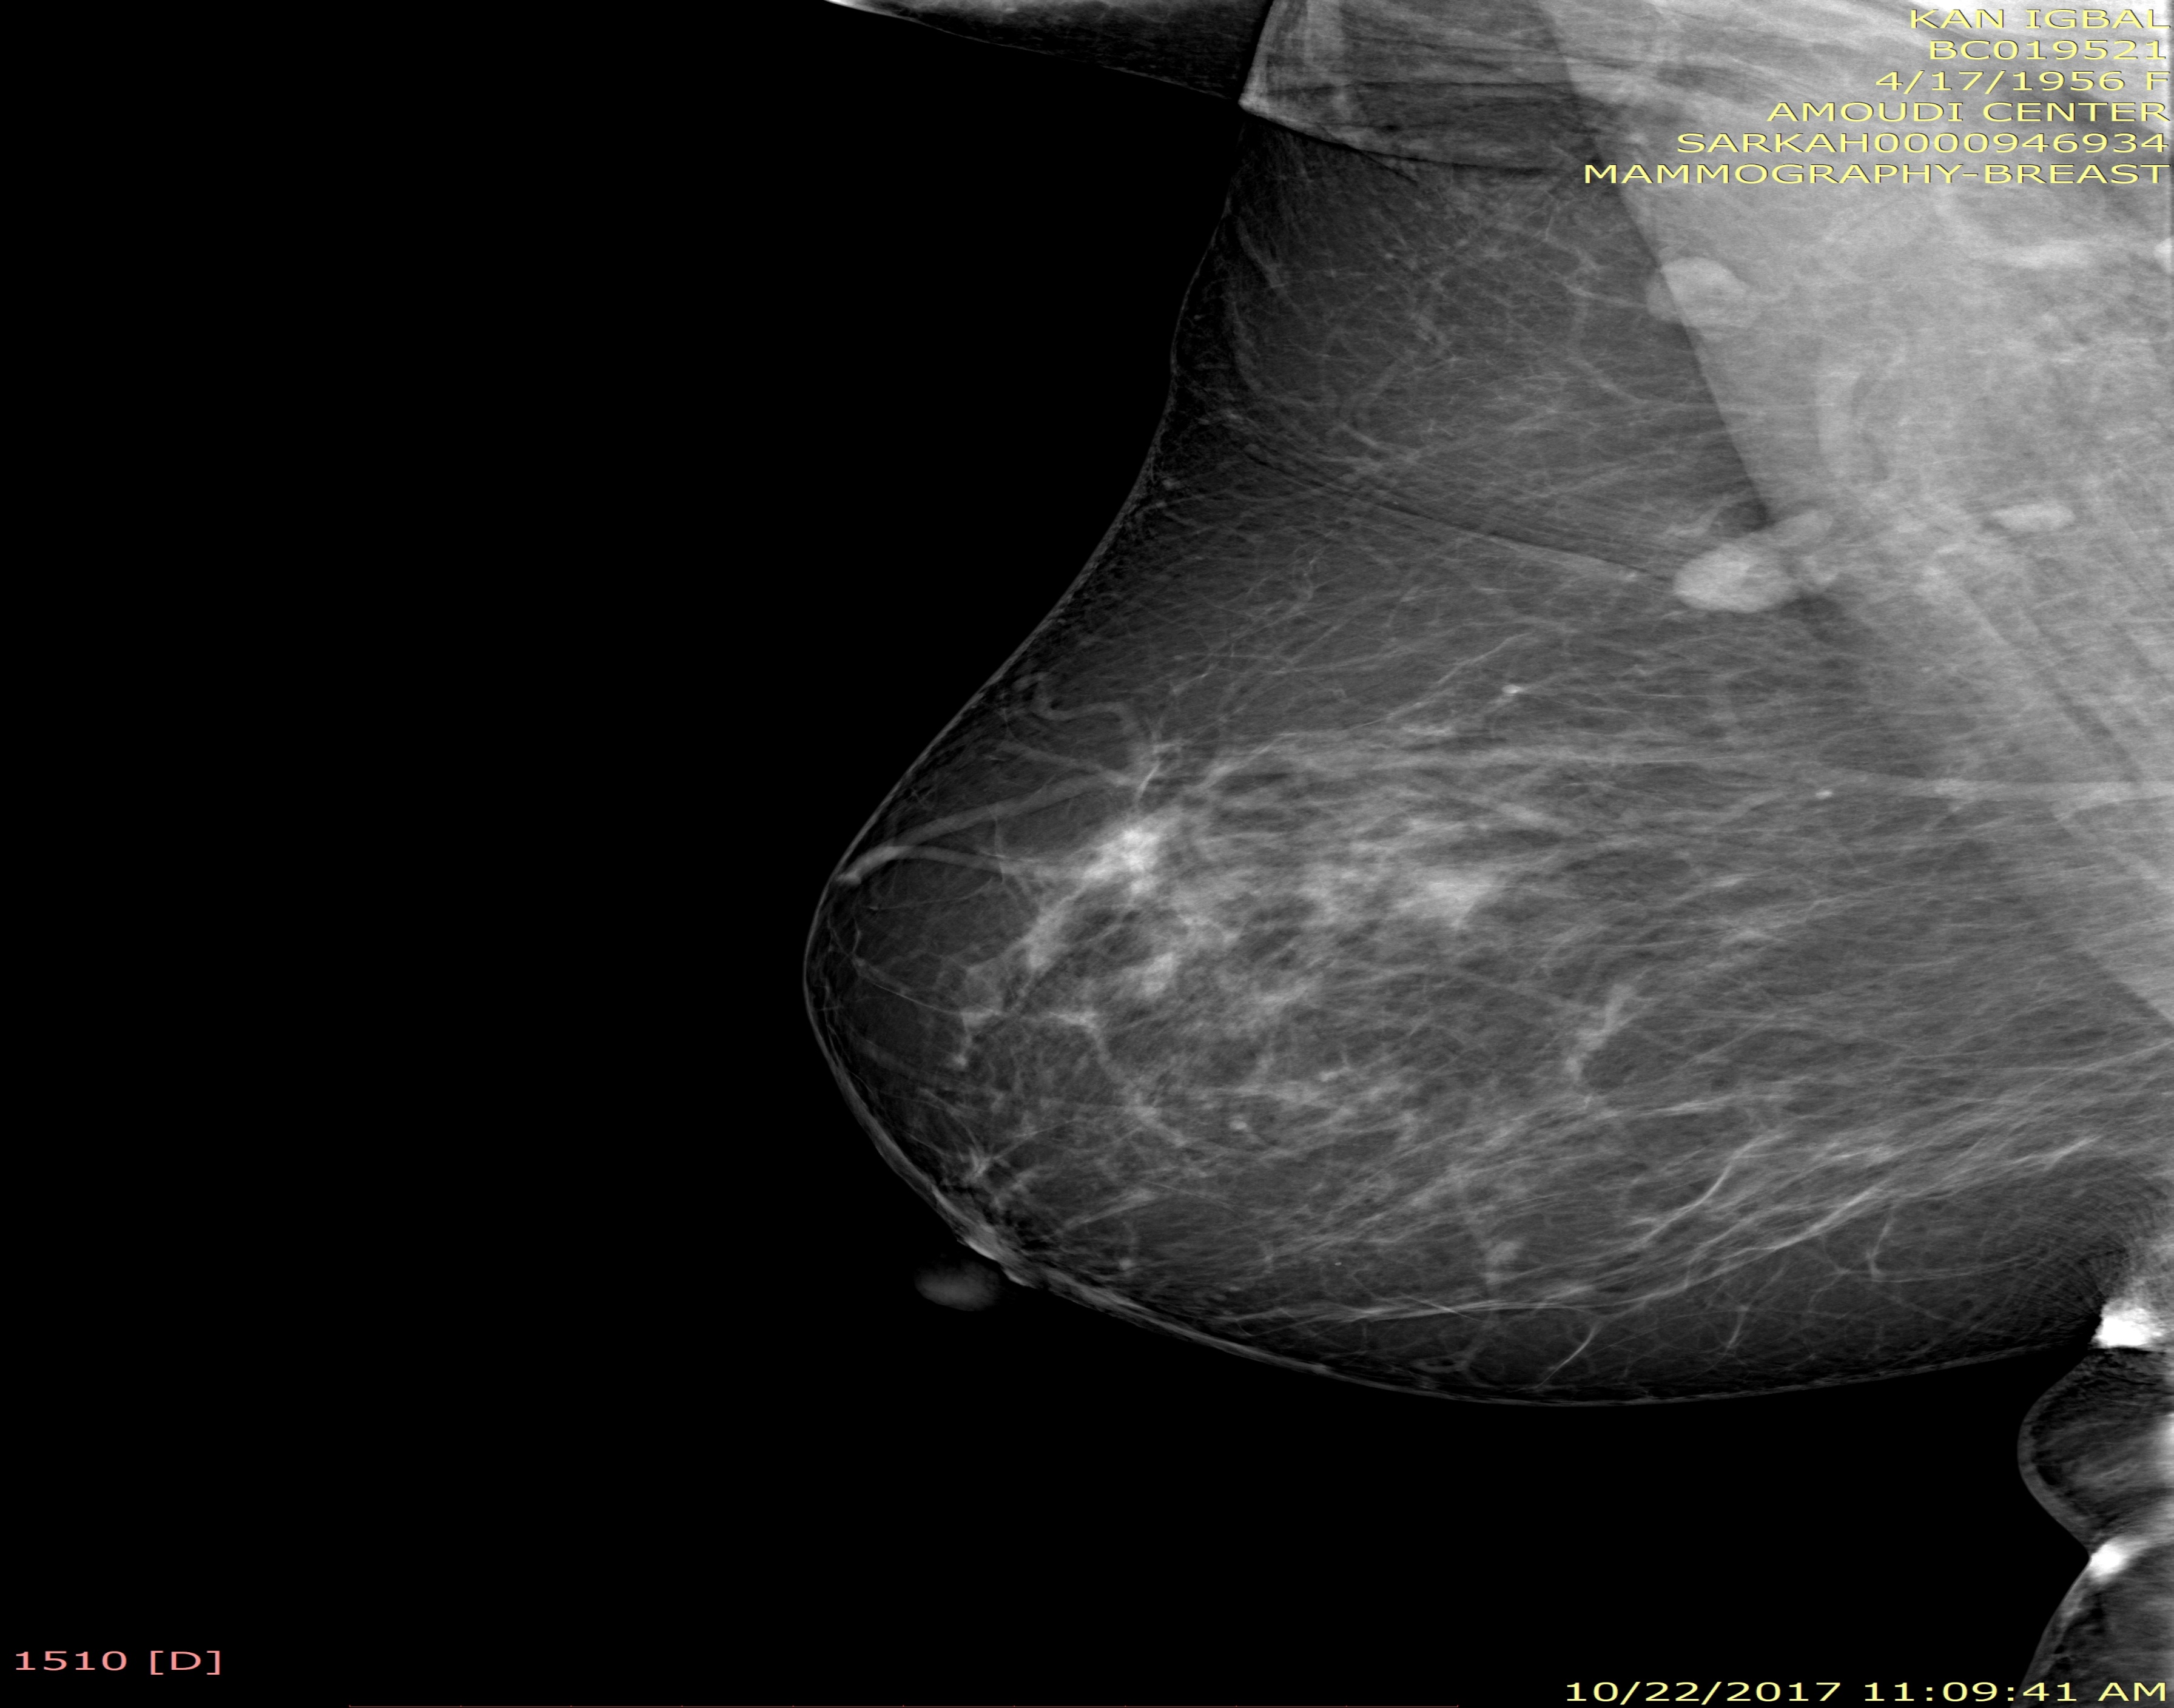 KAN IGBAL
BC019521
4/17/1956 F
AMOUDI CENTER
SARKAH0000946934
MAMMOGRAPHY-BREAST
1510 [D]
10/22/2017 11:09:41 AM